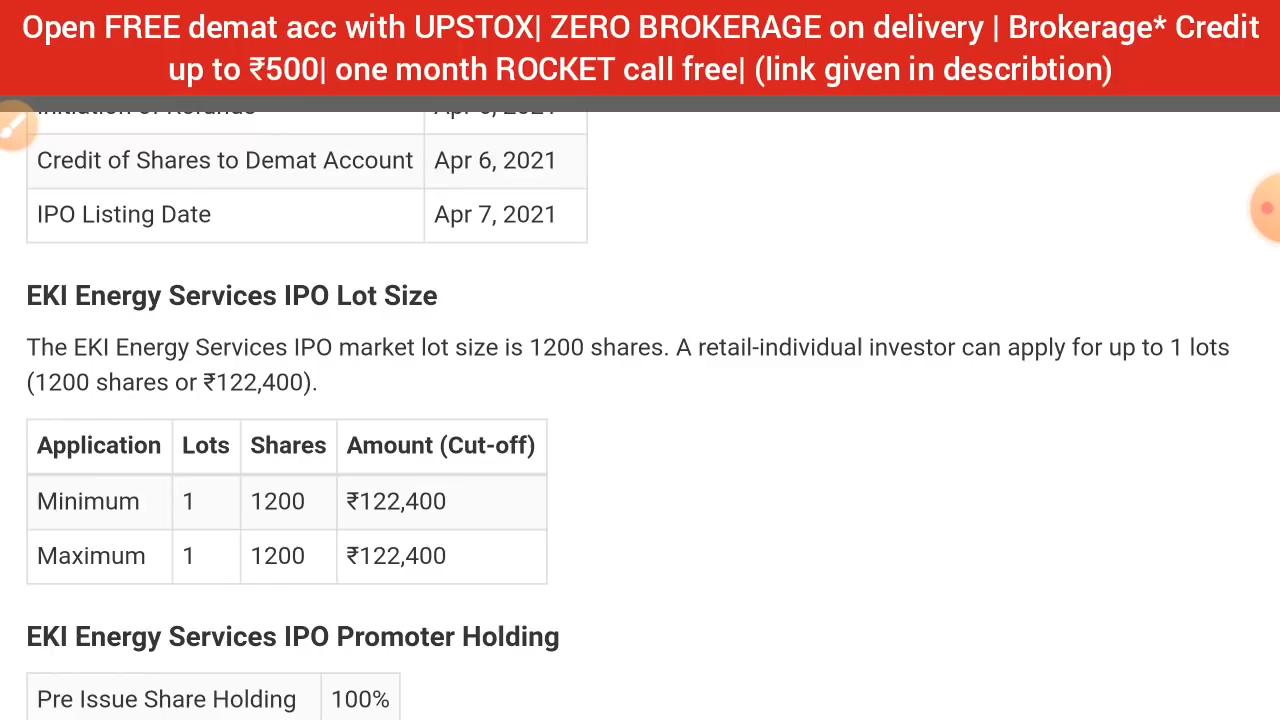 Open FREE demat acc with UPSTOX| ZERO BROKERAGE on delivery | Brokerage* Credit
up to ₹500| one month ROCKET call free| (link given in describtion)
Credit of Shares to Demat Account Apr 6, 2021
IPO Listing Date Apr 7, 2021
EKI Energy Services IPO Lot Size
The EKI Energy Services IPO market lot size is 1200 shares. A retail-individual investor can apply for up to 1 lots
(1200 shares or ₹122,400).
Application Lots Shares Amount (Cut-off)
Minimum 1 1200 ₹122,400
Maximum 1 1200 ₹122,400
EKI Energy Services IPO Promoter Holding
Pre Issue Share Holding 100%